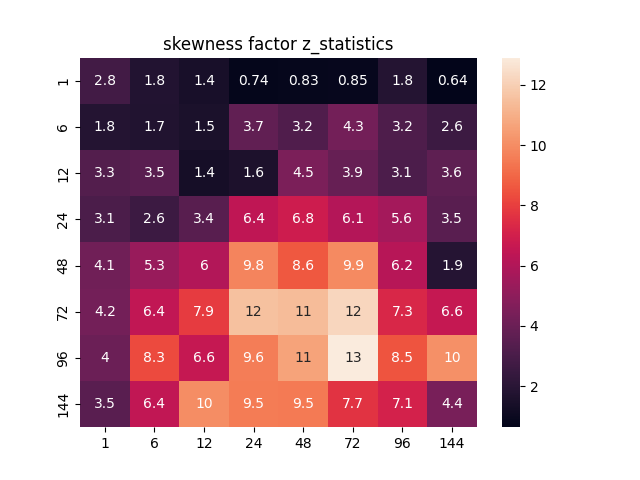 skewness factor z_statistics
1 2.8 1.8 1.4 0.74 0.83 0.85 1.8 0.64
6 1.8 1.7 1.5 3.7 3.2 4.3 3.2 2.6
12 3.3 3.5 1.4 1.6 4.5 3.9 3.1 3.6
24 3.1 2.6 3.4 6.4 6.8 6.1 5.6 3.5
48 4.1 5.3 6 9.8 8.6 9.9 6.2 1.9
72 4.2 6.4 7.9 12 11 12 7.3 6.6
96 4 8.3 6.6 9.6 11 13 8.5 10
144 3.5 6.4 10 9.5 9.5 7.7 7.1 4.4
1 6 12 24 48 72 96 144
12
10
8
6
4
2